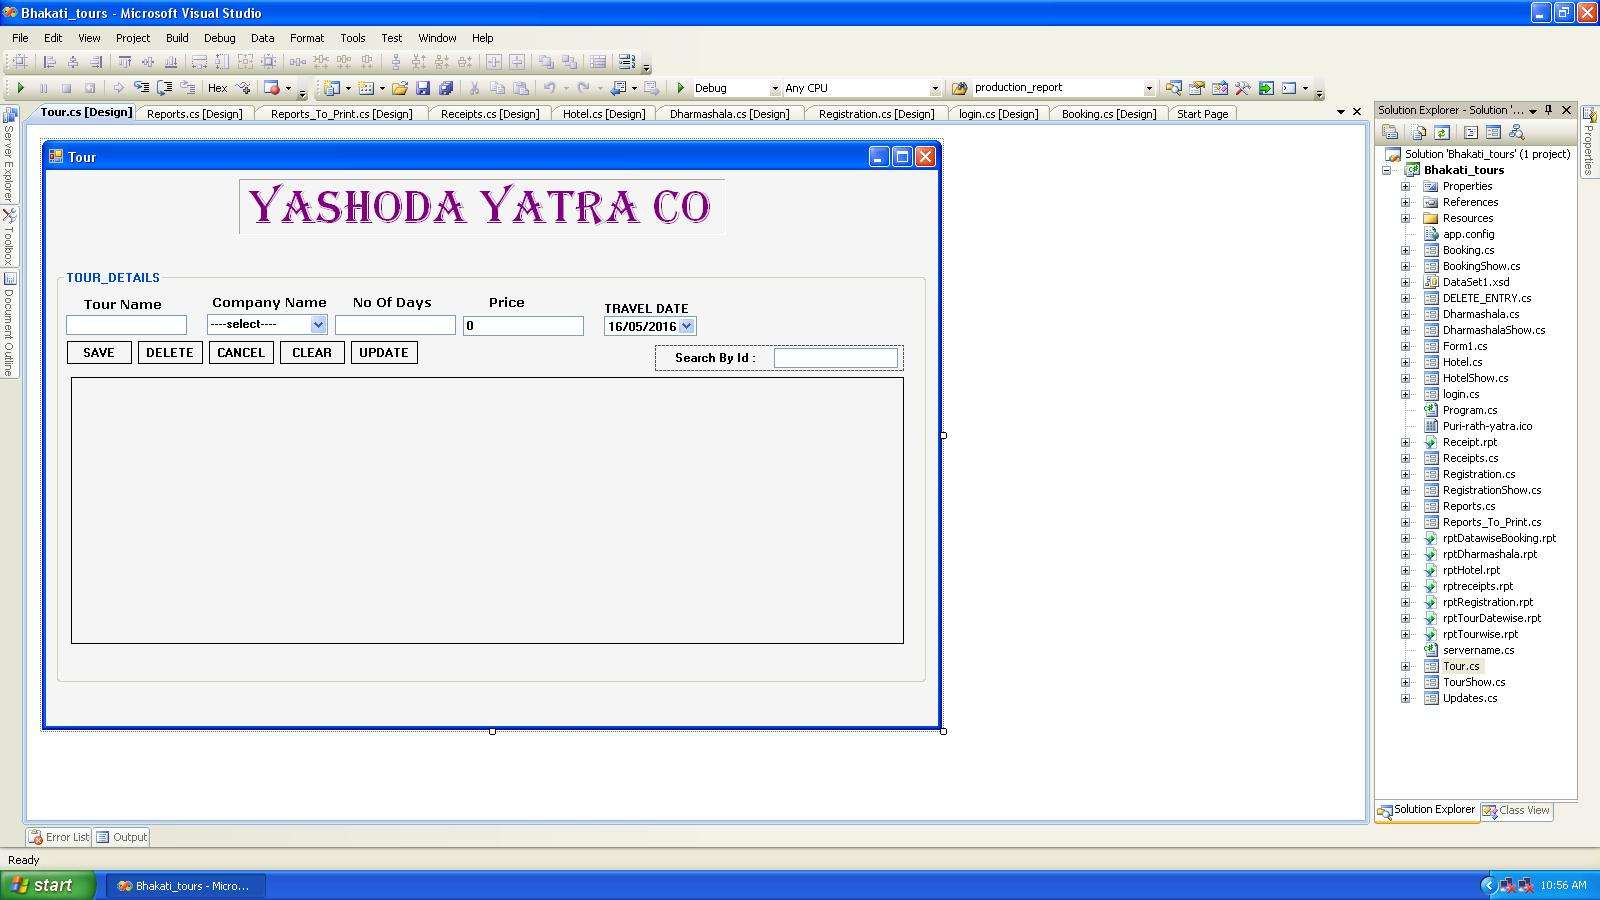 Bhakati_tours - Microsoft Visual Studio
File Edit View Project Build Debug Data Format Tools Test Window Help
Hex Debug Any CPU production_report
Tour.cs [Design] Reports.cs [Design] Reports_To_Print.cs [Design] Receipts.cs [Design] Hotel.cs [Design] Dharmashala.cs [Design] Registration.cs [Design] login.cs [Design] Booking.cs [Design] Start Page
Server Explorer
Toolbox
Document Outline
Tour
YASHODA YATRA CO
TOUR_DETAILS
Tour Name Company Name No Of Days Price TRAVEL DATE
----select---- 0 16/05/2016
SAVE DELETE CANCEL CLEAR UPDATE
Search By Id :
Solution Explorer - Solution '...
Properties
Solution 'Bhakati_tours' (1 project)
Bhakati_tours
Properties
References
Resources
app.config
Booking.cs
BookingShow.cs
DataSet1.xsd
DELETE_ENTRY.cs
Dharmashala.cs
DharmashalaShow.cs
Form1.cs
Hotel.cs
HotelShow.cs
login.cs
Program.cs
Puri-rath-yatra.ico
Receipt.rpt
Receipts.cs
Registration.cs
RegistrationShow.cs
Reports.cs
Reports_To_Print.cs
rptDatawiseBooking.rpt
rptDharmashala.rpt
rptHotel.rpt
rptreceipts.rpt
rptRegistration.rpt
rptTourDatewise.rpt
rptTourwise.rpt
servername.cs
Tour.cs
TourShow.cs
Updates.cs
Solution Explorer Class View
Error List Output
Ready
start Bhakati_tours - Micro... 10:56 AM